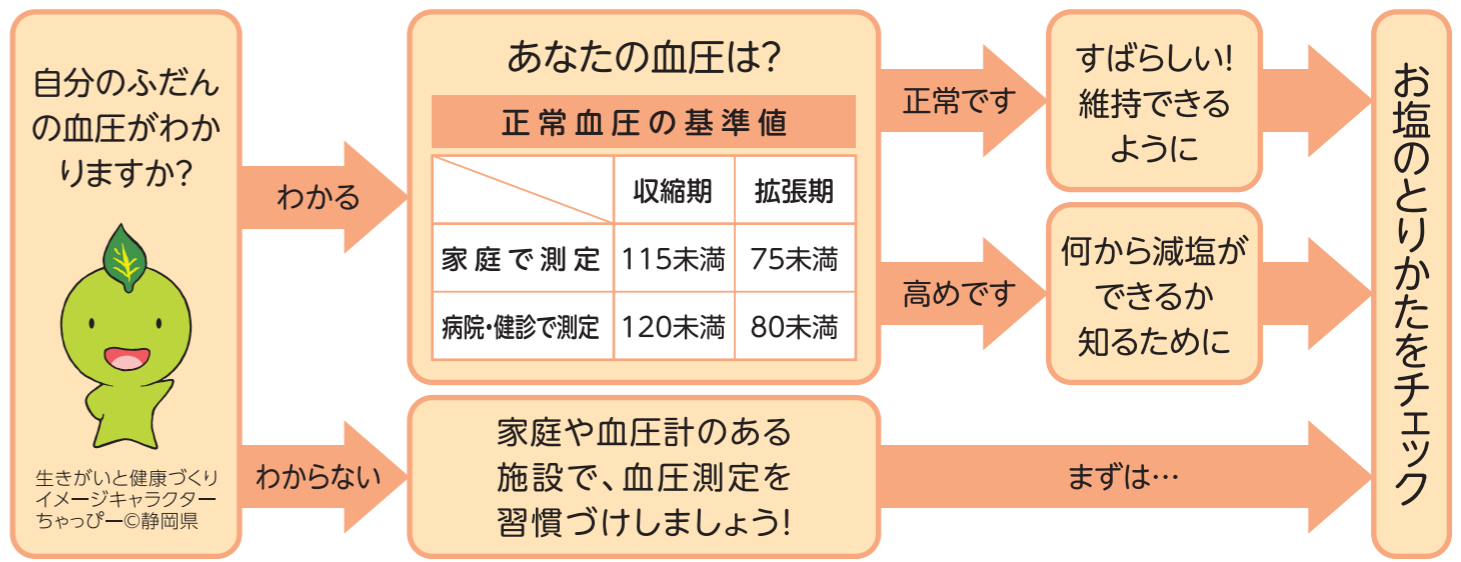 自分のふだん
の血圧がわか
りますか?
生きがいと健康づくり
イメージキャラクター
ちゃっぴー©静岡県
わかる
あなたの血圧は?
正常血圧の基準値
収縮期 拡張期
家庭で測定 115未満 75未満
病院・健診で測定 120未満 80未満
正常です
すばらしい!
維持できる
ように
高めです
何から減塩が
できるか
知るために
わからない
家庭や血圧計のある
施設で、血圧測定を
習慣づけしましょう!
まずは…
お塩のとりかたをチェック